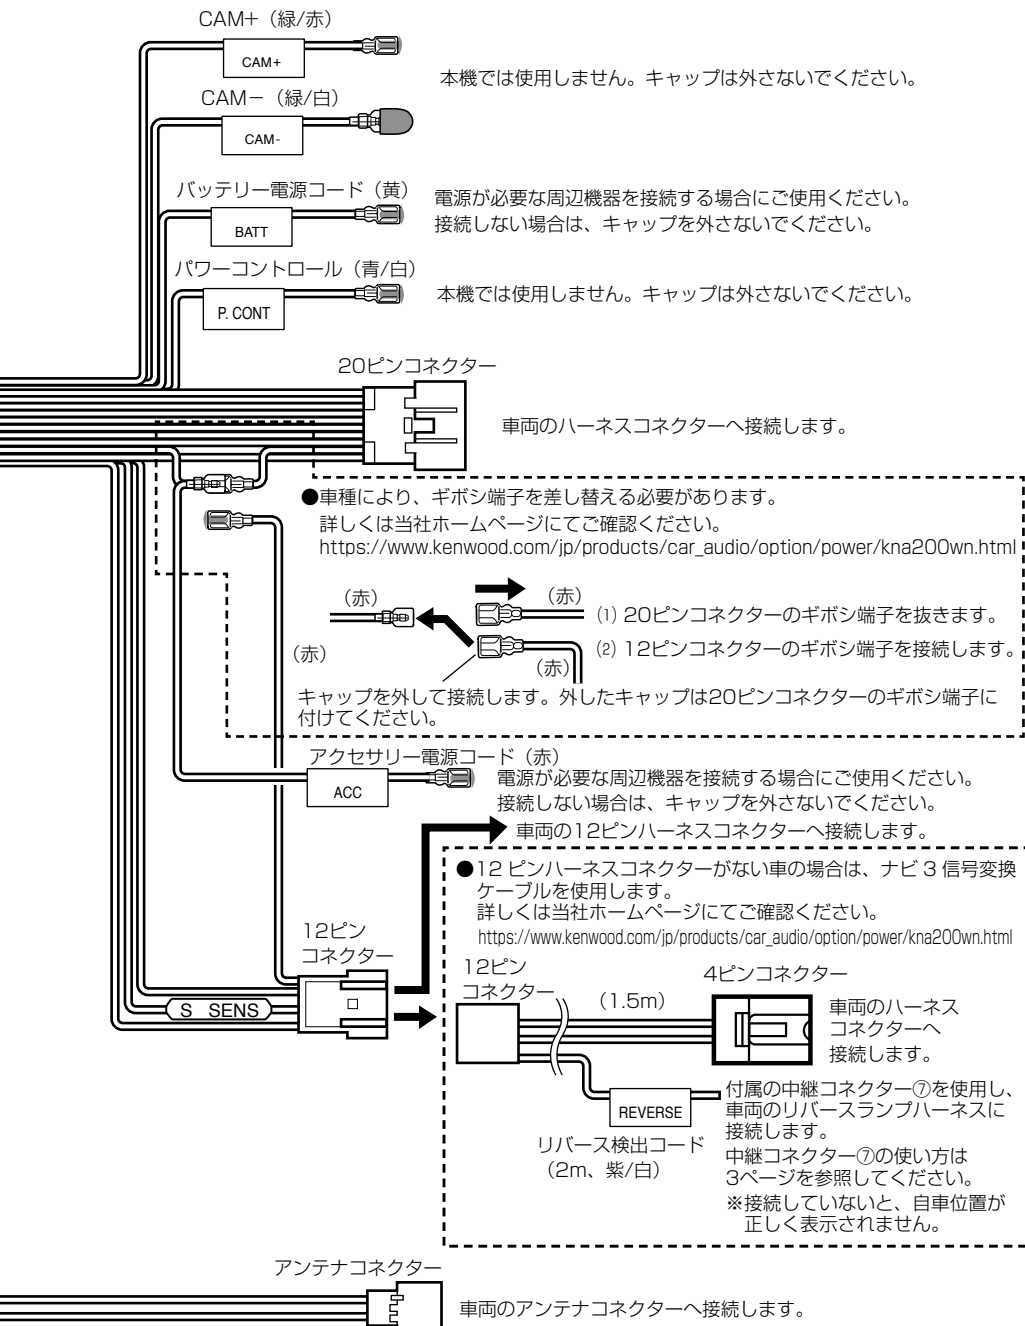 CAM+（緑/赤）
CAM+
本機では使用しません。キャップは外さないでください。
CAM－（緑/白）
CAM-
バッテリー電源コード（黄）
BATT
電源が必要な周辺機器を接続する場合にご使用ください。
接続しない場合は、キャップを外さないでください。
パワーコントロール（青/白）
P. CONT
本機では使用しません。キャップは外さないでください。
20ピンコネクター
車両のハーネスコネクターへ接続します。
●車種により、ギボシ端子を差し替える必要があります。
詳しくは当社ホームページにてご確認ください。
https://www.kenwood.com/jp/products/car_audio/option/power/kna200wn.html
（赤）
（赤）
⑴ 20ピンコネクターのギボシ端子を抜きます。
（赤）
⑵ 12ピンコネクターのギボシ端子を接続します。
（赤）
キャップを外して接続します。外したキャップは20ピンコネクターのギボシ端子に
付けてください。
アクセサリー電源コード（赤）
ACC
電源が必要な周辺機器を接続する場合にご使用ください。
接続しない場合は、キャップを外さないでください。
車両の12ピンハーネスコネクターへ接続します。
●12 ピンハーネスコネクターがない車の場合は、ナビ 3 信号変換
ケーブルを使用します。
詳しくは当社ホームページにてご確認ください。
https://www.kenwood.com/jp/products/car_audio/option/power/kna200wn.html
12ピン
コネクター
S SENS
12ピン
コネクター
（1.5m）
4ピンコネクター
車両のハーネス
コネクターへ
接続します。
REVERSE
リバース検出コード
（2m、紫/白）
付属の中継コネクター⑦を使用し、
車両のリバースランプハーネスに
接続します。
中継コネクター⑦の使い方は
3ページを参照してください。
※接続していないと、自車位置が
正しく表示されません。
アンテナコネクター
車両のアンテナコネクターへ接続します。